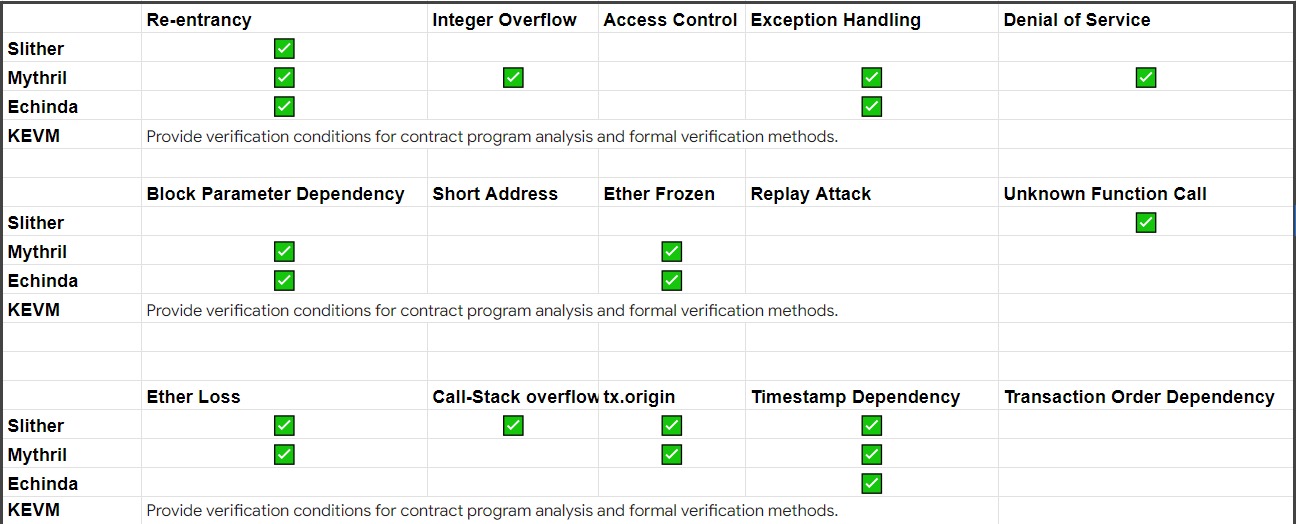 Re-entrancy Integer Overflow Access Control Exception Handling Denial of Service
Slither ✅
Mythril ✅ ✅ ✅ ✅
Echinda ✅ ✅
KEVM Provide verification conditions for contract program analysis and formal verification methods.
Block Parameter Dependency Short Address Ether Frozen Replay Attack Unknown Function Call
Slither ✅
Mythril ✅ ✅
Echinda ✅ ✅
KEVM Provide verification conditions for contract program analysis and formal verification methods.
Ether Loss Call-Stack overflow tx.origin Timestamp Dependency Transaction Order Dependency
Slither ✅ ✅ ✅ ✅
Mythril ✅ ✅ ✅
Echinda ✅
KEVM Provide verification conditions for contract program analysis and formal verification methods.